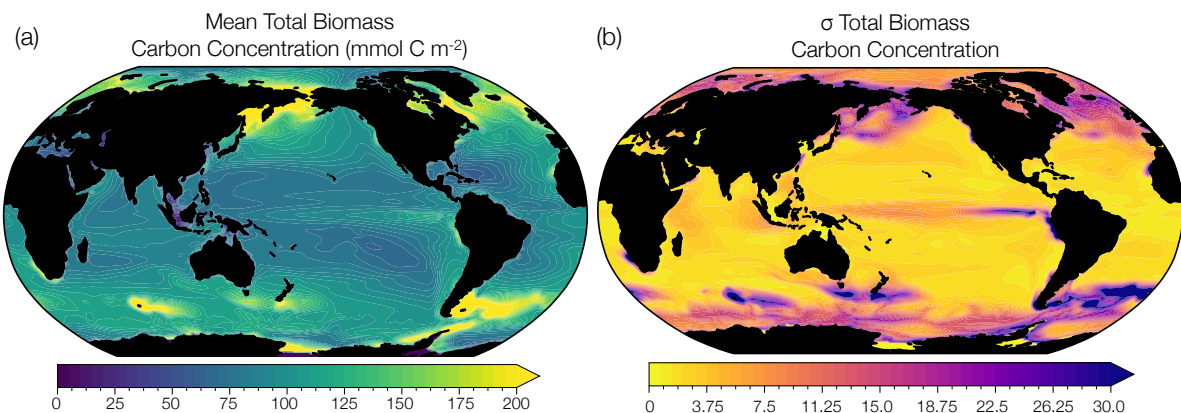 (a)
Mean Total Biomass
Carbon Concentration (mmol C m⁻²)
(b)
σ Total Biomass
Carbon Concentration
0 25 50 75 100 125 150 175 200
0 3.75 7.5 11.25 15.0 18.75 22.5 26.25 30.0